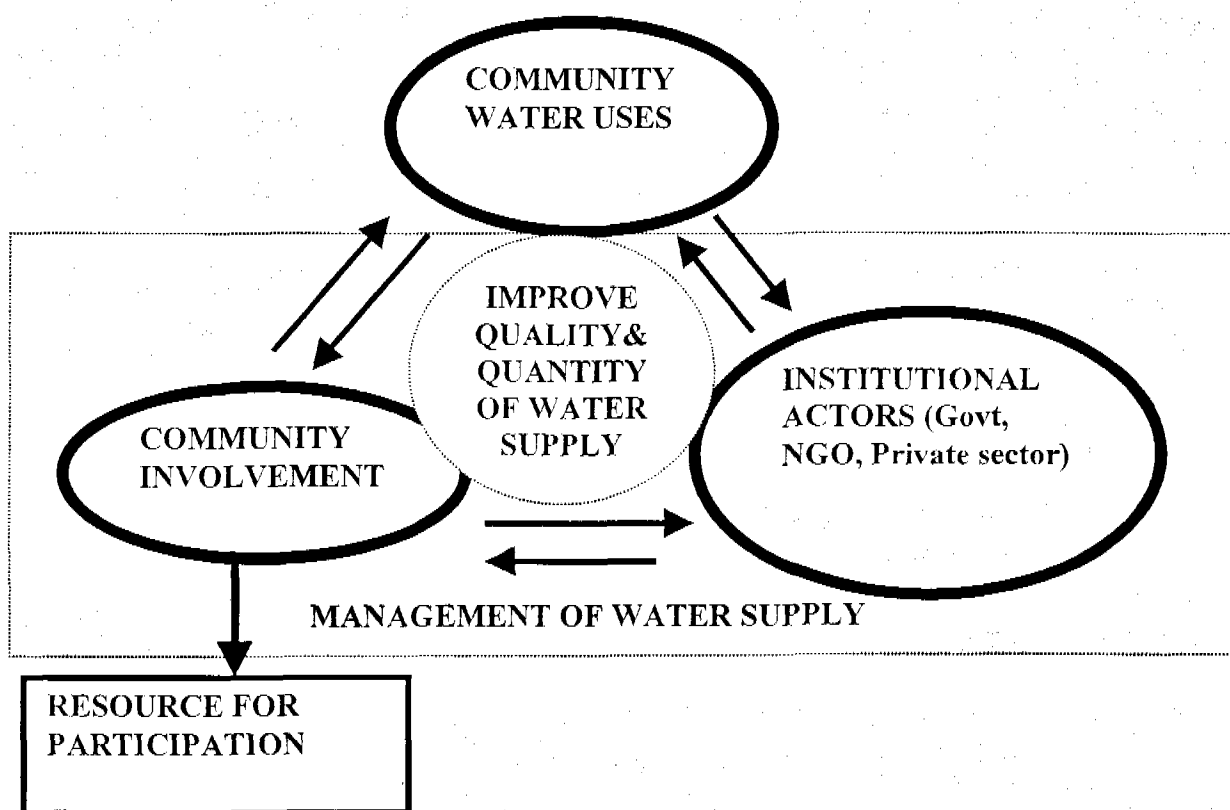 COMMUNITY
WATER USES
IMPROVE
QUALITY&
QUANTITY
OF WATER
SUPPLY
INSTITUTIONAL
ACTORS (Govt,
NGO, Private sector)
COMMUNITY
INVOLVEMENT
MANAGEMENT OF WATER SUPPLY
RESOURCE FOR
PARTICIPATION